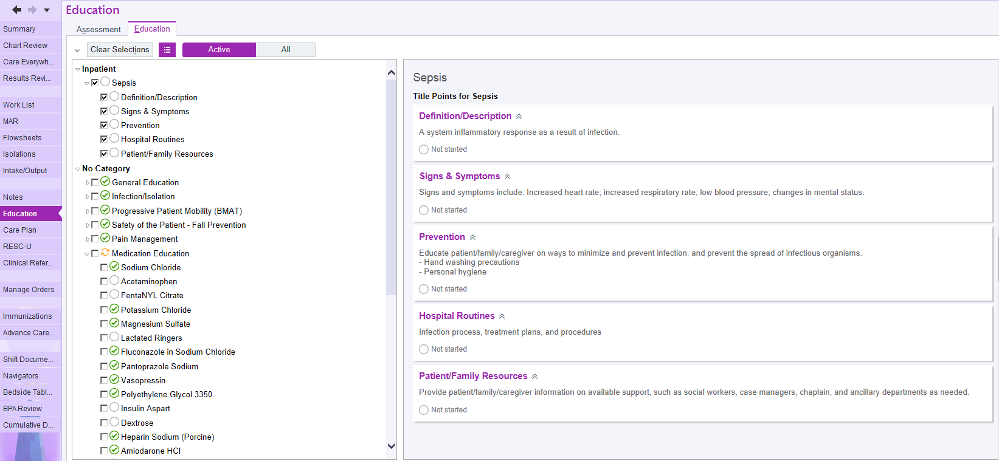 Education
Summary
Chart Review
Care Everywh...
Results Revi...
Work List
MAR
Flowsheets
Isolations
Intake/Output
Notes
Education
Care Plan
RESC-U
Clinical Refer...
Manage Orders
Immunizations
Advance Care...
Shift Docume...
Navigators
Bedside Tabl...
BPA Review
Cumulative D...
Assessment
Education
Clear Selections
Active
All
Inpatient
Sepsis
Definition/Description
Signs & Symptoms
Prevention
Hospital Routines
Patient/Family Resources
No Category
General Education
Infection/Isolation
Progressive Patient Mobility (BMAT)
Safety of the Patient - Fall Prevention
Pain Management
Medication Education
Sodium Chloride
Acetaminophen
FentaNYL Citrate
Potassium Chloride
Magnesium Sulfate
Lactated Ringers
Fluconazole in Sodium Chloride
Pantoprazole Sodium
Vasopressin
Polyethylene Glycol 3350
Insulin Aspart
Dextrose
Heparin Sodium (Porcine)
Amiodarone HCl
Sepsis
Title Points for Sepsis
Definition/Description
A system inflammatory response as a result of infection.
Not started
Signs & Symptoms
Signs and symptoms include: Increased heart rate; increased respiratory rate; low blood pressure; changes in mental status.
Not started
Prevention
Educate patient/family/caregiver on ways to minimize and prevent infection, and prevent the spread of infectious organisms.
- Hand washing precautions
- Personal hygiene
Not started
Hospital Routines
Infection process, treatment plans, and procedures
Not started
Patient/Family Resources
Provide patient/family/caregiver information on available support, such as social workers, case managers, chaplain, and ancillary departments as needed.
Not started